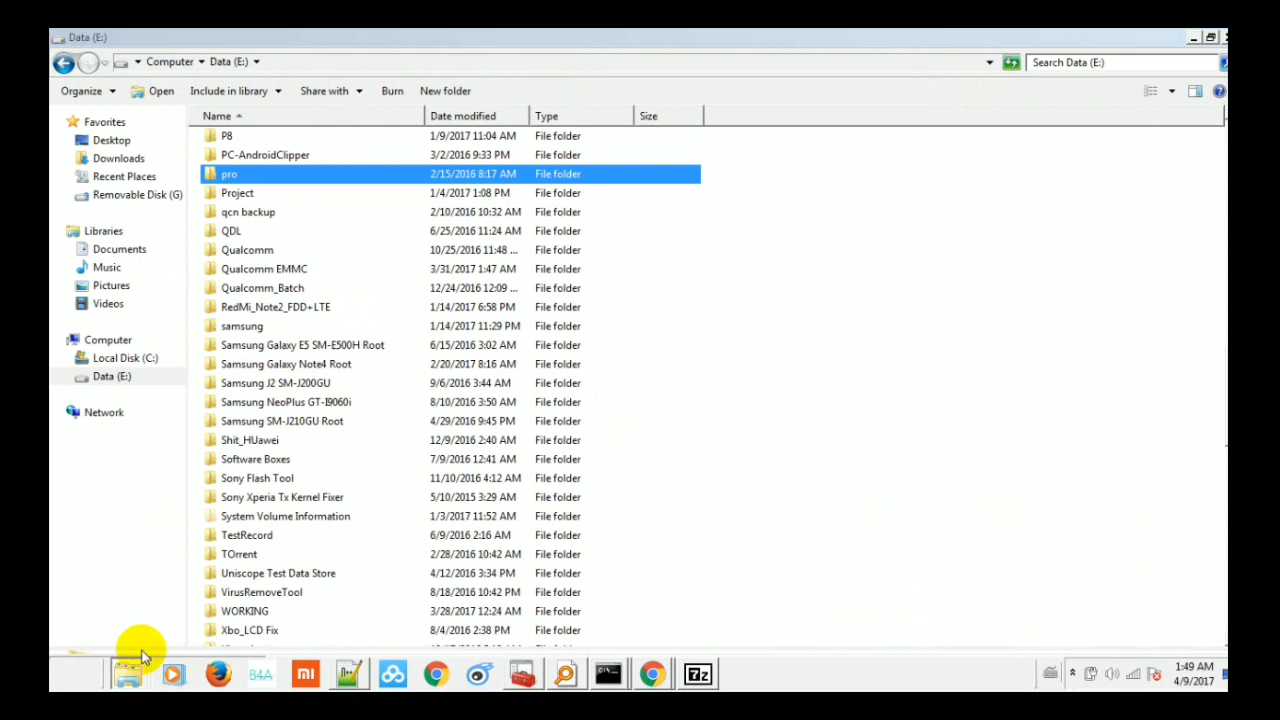 Data (E:)
Computer Data (E:) Search Data (E:)
Organize Open Include in library Share with Burn New folder
Name Date modified Type Size
Favorites
Desktop
Downloads
Recent Places
Removable Disk (G)
Libraries
Documents
Music
Pictures
Videos
Computer
Local Disk (C:)
Data (E:)
Network
P8 1/9/2017 11:04 AM File folder
PC-AndroidClipper 3/2/2016 9:33 PM File folder
pro 2/15/2016 8:17 AM File folder
Project 1/4/2017 1:08 PM File folder
qcn backup 2/10/2016 10:32 AM File folder
QDL 6/25/2016 11:24 AM File folder
Qualcomm 10/25/2016 11:48 ... File folder
Qualcomm EMMC 3/31/2017 1:47 AM File folder
Qualcomm_Batch 12/24/2016 12:09 ... File folder
RedMi_Note2_FDD+LTE 1/14/2017 6:58 PM File folder
samsung 1/14/2017 11:29 PM File folder
Samsung Galaxy E5 SM-E500H Root 6/15/2016 3:02 AM File folder
Samsung Galaxy Note4 Root 2/20/2017 8:16 AM File folder
Samsung J2 SM-J200GU 9/6/2016 3:44 AM File folder
Samsung NeoPlus GT-I9060i 8/10/2016 3:50 AM File folder
Samsung SM-J210GU Root 4/29/2016 9:45 PM File folder
Shit_HUawei 12/9/2016 2:40 AM File folder
Software Boxes 7/9/2016 12:41 AM File folder
Sony Flash Tool 11/10/2016 4:12 AM File folder
Sony Xperia Tx Kernel Fixer 5/10/2015 3:29 AM File folder
System Volume Information 1/3/2017 11:52 AM File folder
TestRecord 6/9/2016 2:16 AM File folder
TOrrent 2/28/2016 10:42 AM File folder
Uniscope Test Data Store 4/12/2016 3:34 PM File folder
VirusRemoveTool 8/18/2016 10:42 PM File folder
WORKING 3/28/2017 12:24 AM File folder
Xbo_LCD Fix 8/4/2016 2:38 PM File folder
B4A mi 7z
1:49 AM
4/9/2017